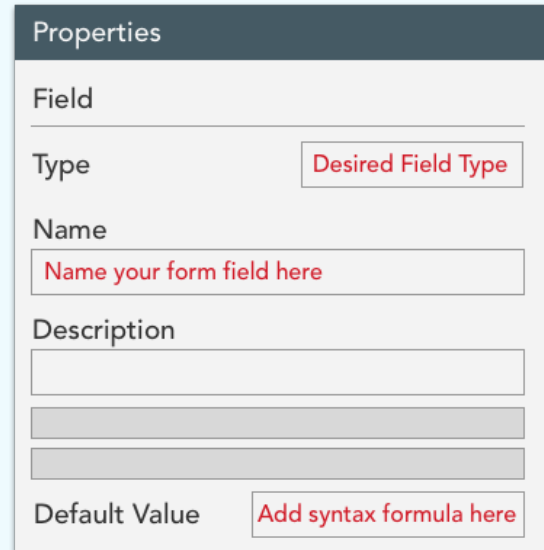 Properties
Field
Type Desired Field Type
Name
Name your form field here
Description
Default Value Add syntax formula here